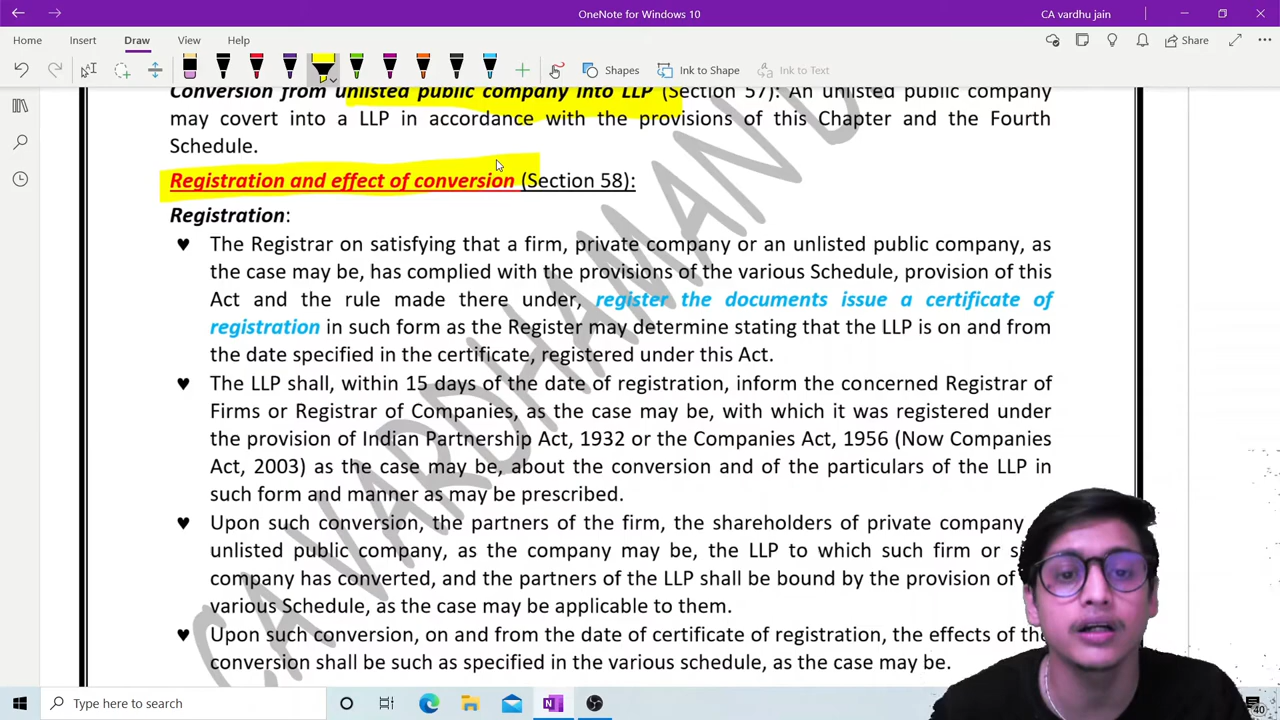 OneNote for Windows 10
CA vardhu jain
Home Insert Draw View Help
Share
Shapes Ink to Shape Ink to Text
Conversion from unlisted public company into LLP (Section 57): An unlisted public company
may covert into a LLP in accordance with the provisions of this Chapter and the Fourth
Schedule.
Registration and effect of conversion (Section 58):
Registration:
♥ The Registrar on satisfying that a firm, private company or an unlisted public company, as
the case may be, has complied with the provisions of the various Schedule, provision of this
Act and the rule made there under, register the documents issue a certificate of
registration in such form as the Register may determine stating that the LLP is on and from
the date specified in the certificate, registered under this Act.
♥ The LLP shall, within 15 days of the date of registration, inform the concerned Registrar of
Firms or Registrar of Companies, as the case may be, with which it was registered under
the provision of Indian Partnership Act, 1932 or the Companies Act, 1956 (Now Companies
Act, 2003) as the case may be, about the conversion and of the particulars of the LLP in
such form and manner as may be prescribed.
♥ Upon such conversion, the partners of the firm, the shareholders of private company
unlisted public company, as the company may be, the LLP to which such firm or
company has converted, and the partners of the LLP shall be bound by the provision of
various Schedule, as the case may be applicable to them.
♥ Upon such conversion, on and from the date of certificate of registration, the effects of the
conversion shall be such as specified in the various schedule, as the case may be.
CA VARDHAMAN D
Type here to search
40